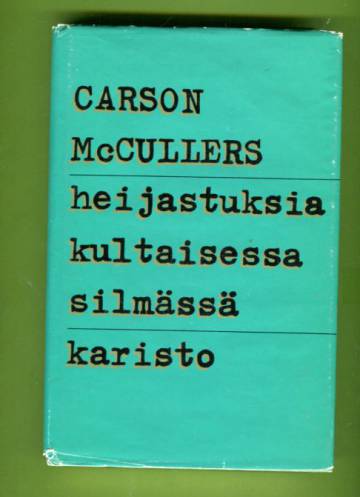 CARSON
McCULLERS
heijastuksia
kultaisessa
silmässä
karisto